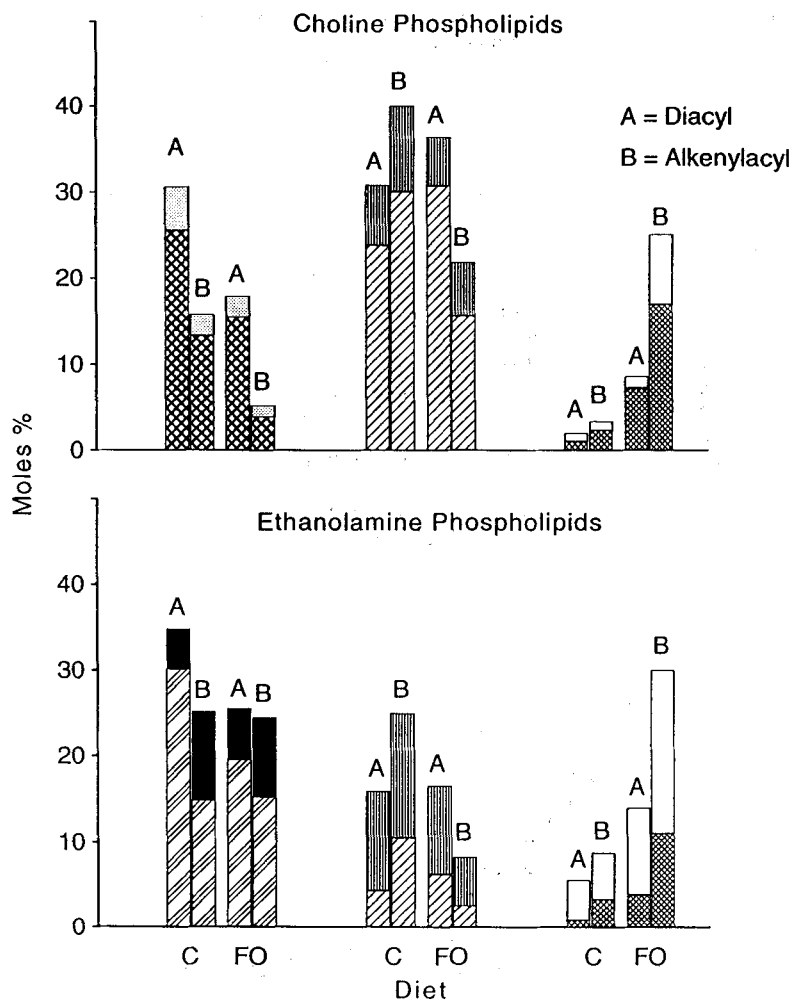 Choline Phospholipids
A = Diacyl
B = Alkenylacyl
40
30
20
10
0
A
B
A
B
A
B
A
B
A
B
A
B
Moles %
Ethanolamine Phospholipids
40
30
20
10
0
A
B
A
B
A
B
A
B
A
B
A
B
C FO C FO C FO
Diet